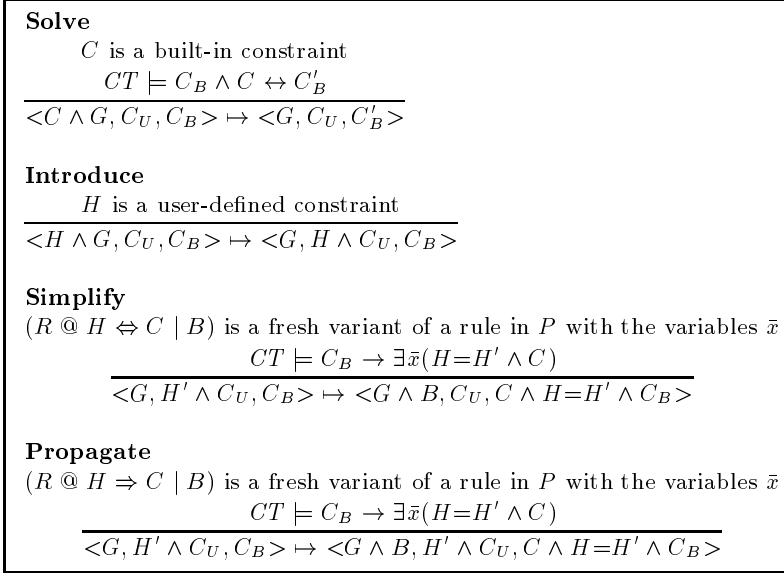 Solve
C is a built-in constraint
CT ⊨ C_B ∧ C ↔ C′_B
<C ∧ G, C_U, C_B> ↦ <G, C_U, C′_B>
Introduce
H is a user-defined constraint
<H ∧ G, C_U, C_B> ↦ <G, H ∧ C_U, C_B>
Simplify
(R @ H ⇔ C | B) is a fresh variant of a rule in P with the variables x̄
CT ⊨ C_B → ∃x̄(H=H′ ∧ C)
<G, H′ ∧ C_U, C_B> ↦ <G ∧ B, C_U, C ∧ H=H′ ∧ C_B>
Propagate
(R @ H ⇒ C | B) is a fresh variant of a rule in P with the variables x̄
CT ⊨ C_B → ∃x̄(H=H′ ∧ C)
<G, H′ ∧ C_U, C_B> ↦ <G ∧ B, H′ ∧ C_U, C ∧ H=H′ ∧ C_B>